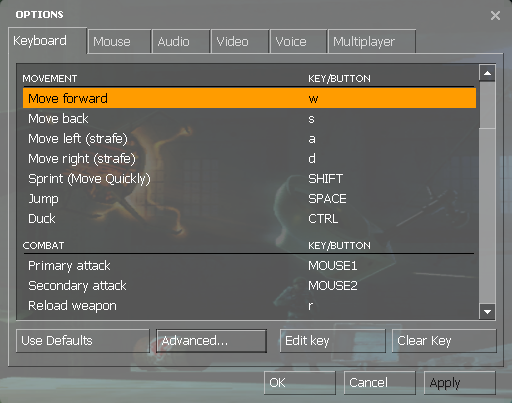 OPTIONS
Keyboard Mouse Audio Video Voice Multiplayer
MOVEMENT KEY/BUTTON
Move forward w
Move back s
Move left (strafe) a
Move right (strafe) d
Sprint (Move Quickly) SHIFT
Jump SPACE
Duck CTRL
COMBAT KEY/BUTTON
Primary attack MOUSE1
Secondary attack MOUSE2
Reload weapon r
Use Defaults Advanced... Edit key Clear Key
OK Cancel Apply